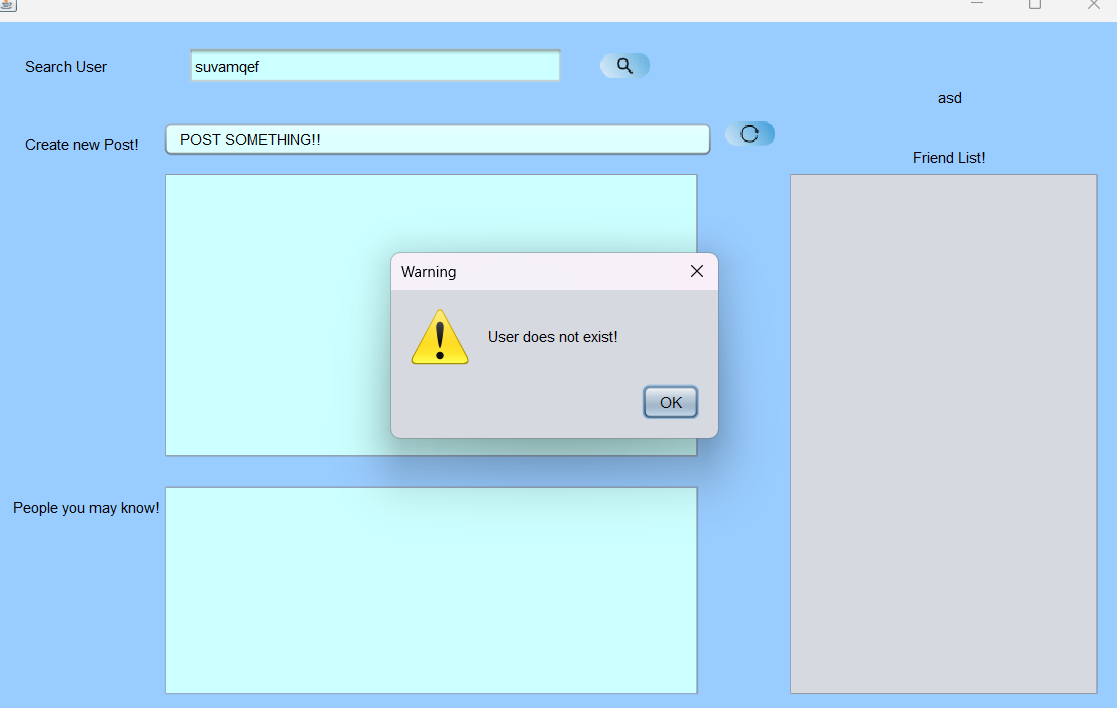 Search User
suvamqef
asd
Create new Post!
POST SOMETHING!!
Friend List!
Warning
User does not exist!
OK
People you may know!